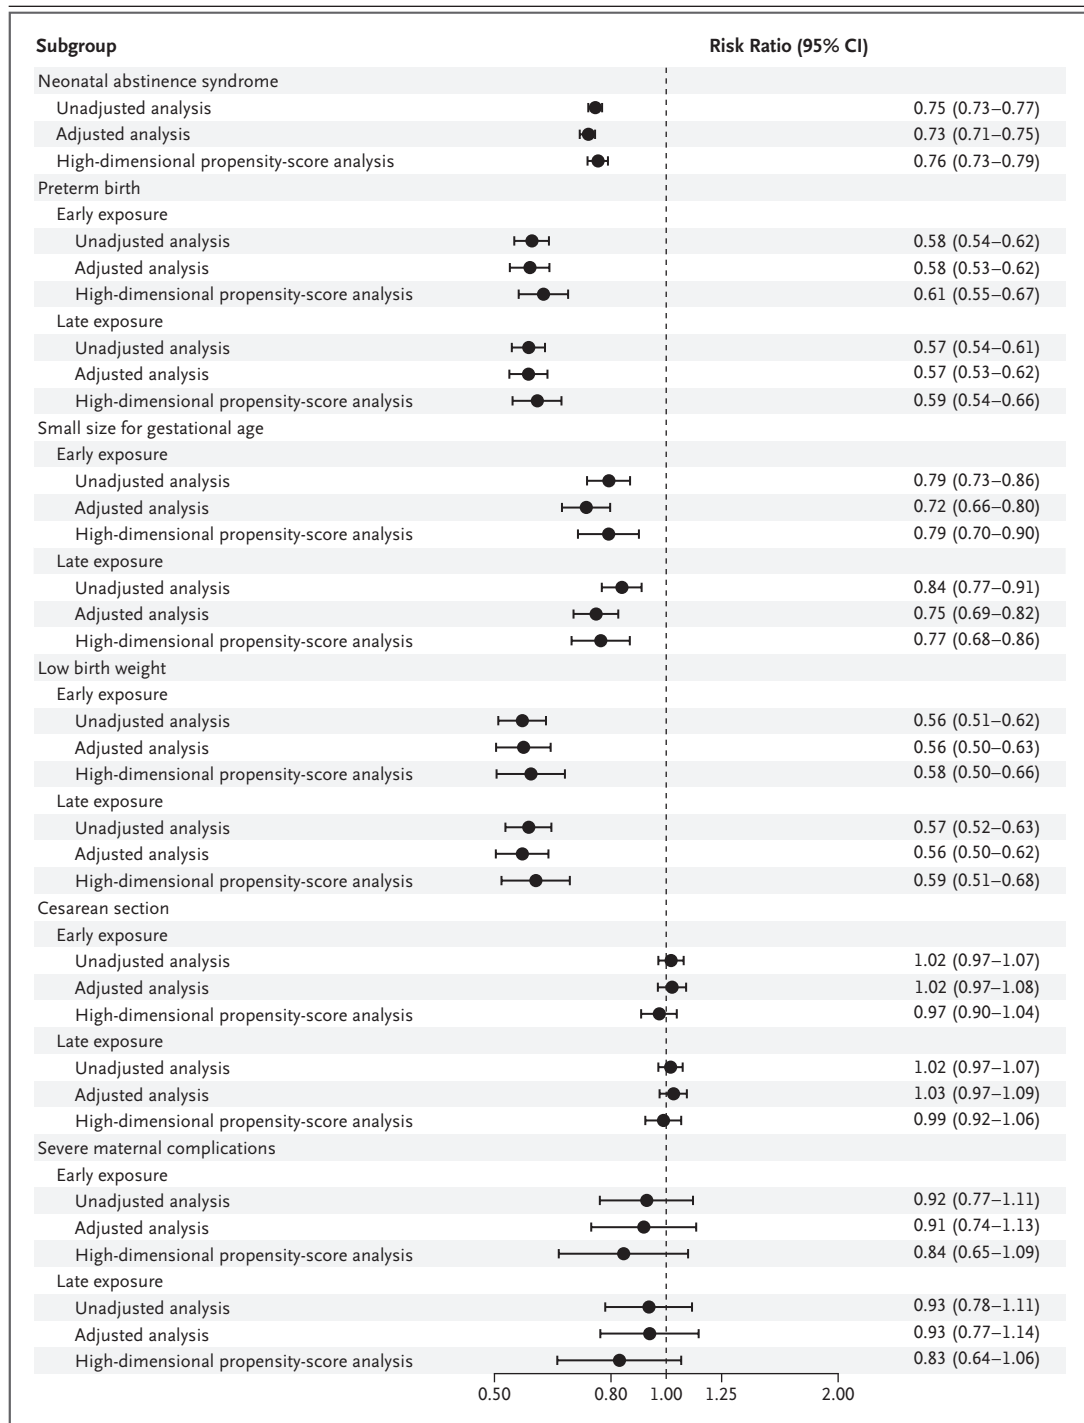 Subgroup Risk Ratio (95% CI)
Neonatal abstinence syndrome
Unadjusted analysis 0.75 (0.73–0.77)
Adjusted analysis 0.73 (0.71–0.75)
High-dimensional propensity-score analysis 0.76 (0.73–0.79)
Preterm birth
Early exposure
Unadjusted analysis 0.58 (0.54–0.62)
Adjusted analysis 0.58 (0.53–0.62)
High-dimensional propensity-score analysis 0.61 (0.55–0.67)
Late exposure
Unadjusted analysis 0.57 (0.54–0.61)
Adjusted analysis 0.57 (0.53–0.62)
High-dimensional propensity-score analysis 0.59 (0.54–0.66)
Small size for gestational age
Early exposure
Unadjusted analysis 0.79 (0.73–0.86)
Adjusted analysis 0.72 (0.66–0.80)
High-dimensional propensity-score analysis 0.79 (0.70–0.90)
Late exposure
Unadjusted analysis 0.84 (0.77–0.91)
Adjusted analysis 0.75 (0.69–0.82)
High-dimensional propensity-score analysis 0.77 (0.68–0.86)
Low birth weight
Early exposure
Unadjusted analysis 0.56 (0.51–0.62)
Adjusted analysis 0.56 (0.50–0.63)
High-dimensional propensity-score analysis 0.58 (0.50–0.66)
Late exposure
Unadjusted analysis 0.57 (0.52–0.63)
Adjusted analysis 0.56 (0.50–0.62)
High-dimensional propensity-score analysis 0.59 (0.51–0.68)
Cesarean section
Early exposure
Unadjusted analysis 1.02 (0.97–1.07)
Adjusted analysis 1.02 (0.97–1.08)
High-dimensional propensity-score analysis 0.97 (0.90–1.04)
Late exposure
Unadjusted analysis 1.02 (0.97–1.07)
Adjusted analysis 1.03 (0.97–1.09)
High-dimensional propensity-score analysis 0.99 (0.92–1.06)
Severe maternal complications
Early exposure
Unadjusted analysis 0.92 (0.77–1.11)
Adjusted analysis 0.91 (0.74–1.13)
High-dimensional propensity-score analysis 0.84 (0.65–1.09)
Late exposure
Unadjusted analysis 0.93 (0.78–1.11)
Adjusted analysis 0.93 (0.77–1.14)
High-dimensional propensity-score analysis 0.83 (0.64–1.06)
0.50 0.80 1.00 1.25 2.00